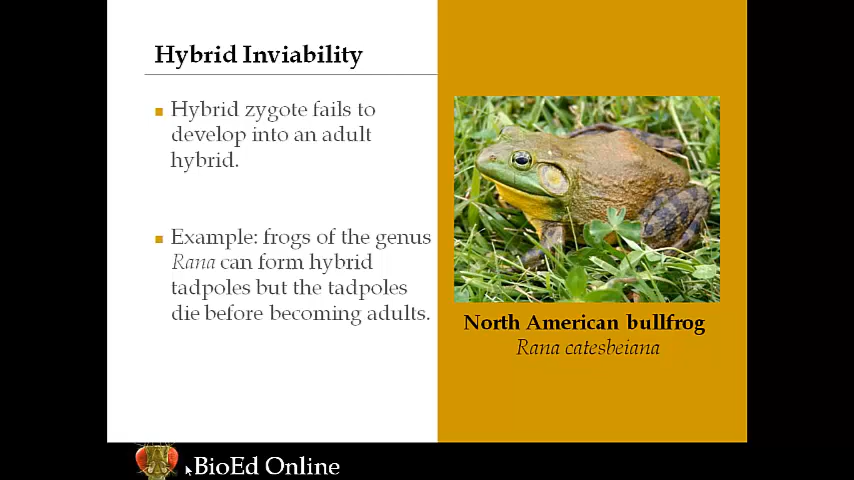 Hybrid Inviability
Hybrid zygote fails to
develop into an adult
hybrid.
Example: frogs of the genus
Rana can form hybrid
tadpoles but the tadpoles
die before becoming adults.
North American bullfrog
Rana catesbeiana
BioEd Online